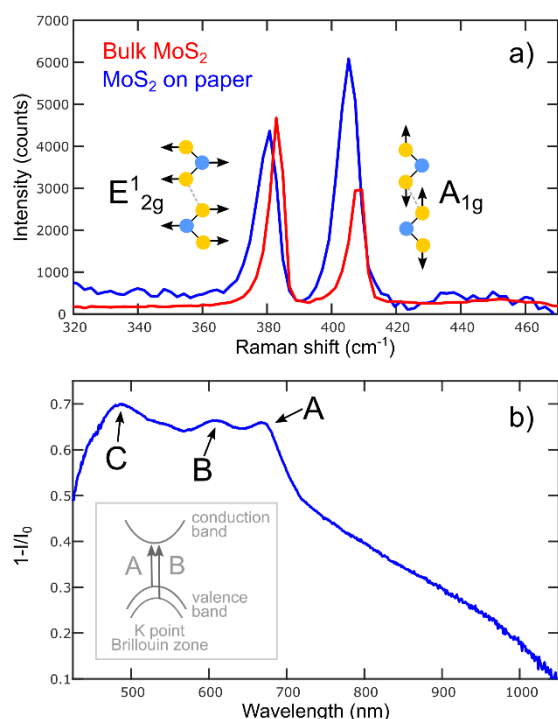 Bulk MoS₂
MoS₂ on paper
a)
E¹₂g
A₁g
7000
6000
5000
4000
3000
2000
1000
0
Intensity (counts)
320 340 360 380 400 420 440 460
Raman shift (cm⁻¹)
b)
0.7
0.6
0.5
0.4
0.3
0.2
0.1
1-I/I₀
C
B
A
conduction
band
A B
valence
band
K point
Brillouin zone
500 600 700 800 900 1000
Wavelength (nm)